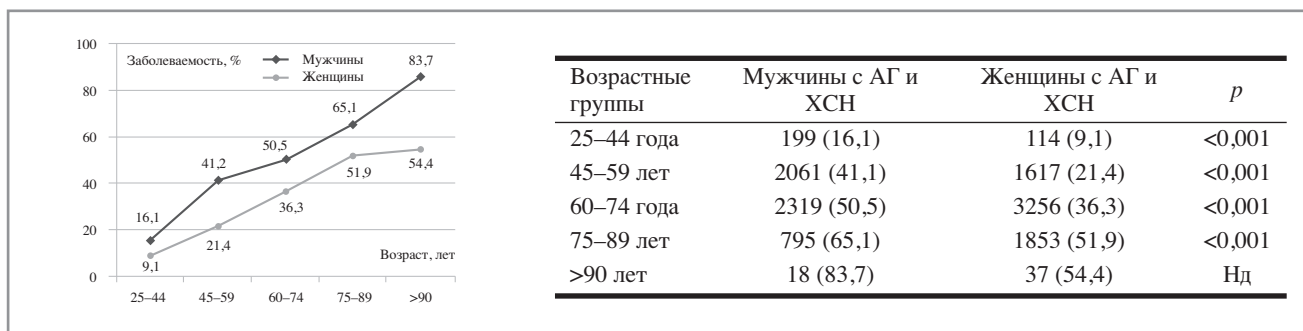 100
80
60
40
20
0
Заболеваемость, %
Мужчины
Женщины
83,7
65,1
50,5
41,2
16,1
54,4
51,9
36,3
21,4
9,1
Возраст, лет
25–44 45–59 60–74 75–89 >90
Возрастные группы Мужчины с АГ и ХСН Женщины с АГ и ХСН p
25–44 года 199 (16,1) 114 (9,1) <0,001
45–59 лет 2061 (41,1) 1617 (21,4) <0,001
60–74 года 2319 (50,5) 3256 (36,3) <0,001
75–89 лет 795 (65,1) 1853 (51,9) <0,001
>90 лет 18 (83,7) 37 (54,4) Нд